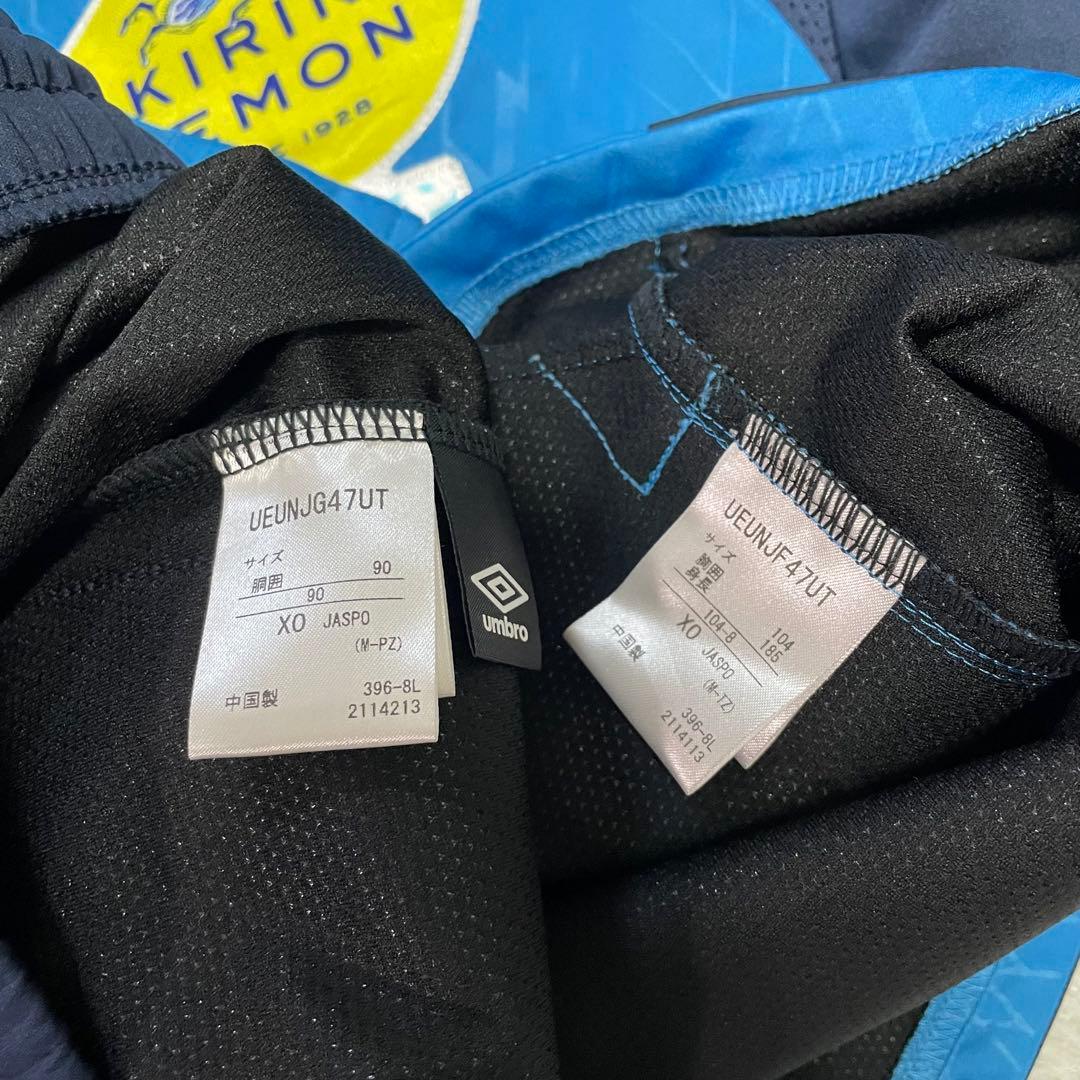 KIRIN
LEMON
1928
UEUNJG47UT
サイズ
胴囲 90
90
XO JASPO
(M-PZ)
中国製 396-8L
2114213
umbro
UEUNJF47UT
サイズ
胸囲 104
身長 185
104-8
XO JASPO
(M-TZ)
中国製 396-8L
2114113